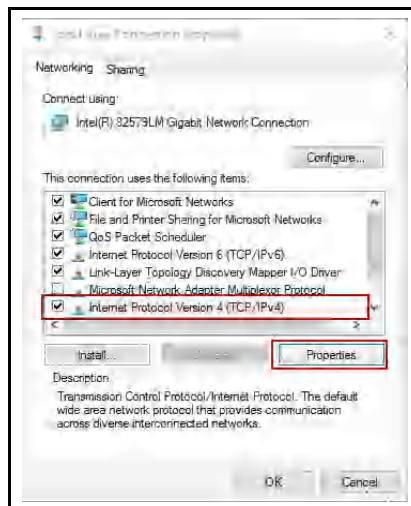 Networking Sharing
Connect using:
Intel(R) 82579LM Gigabit Network Connection
Configure...
This connection uses the following items:
Client for Microsoft Networks
File and Printer Sharing for Microsoft Networks
QoS Packet Scheduler
Internet Protocol Version 6 (TCP/IPv6)
Link-Layer Topology Discovery Mapper I/O Driver
Microsoft Network Adapter Multiplexor Protocol
Internet Protocol Version 4 (TCP/IPv4)
Install...
Properties
Description
Transmission Control Protocol/Internet Protocol. The default
wide area network protocol that provides communication
across diverse interconnected networks.
OK Cancel